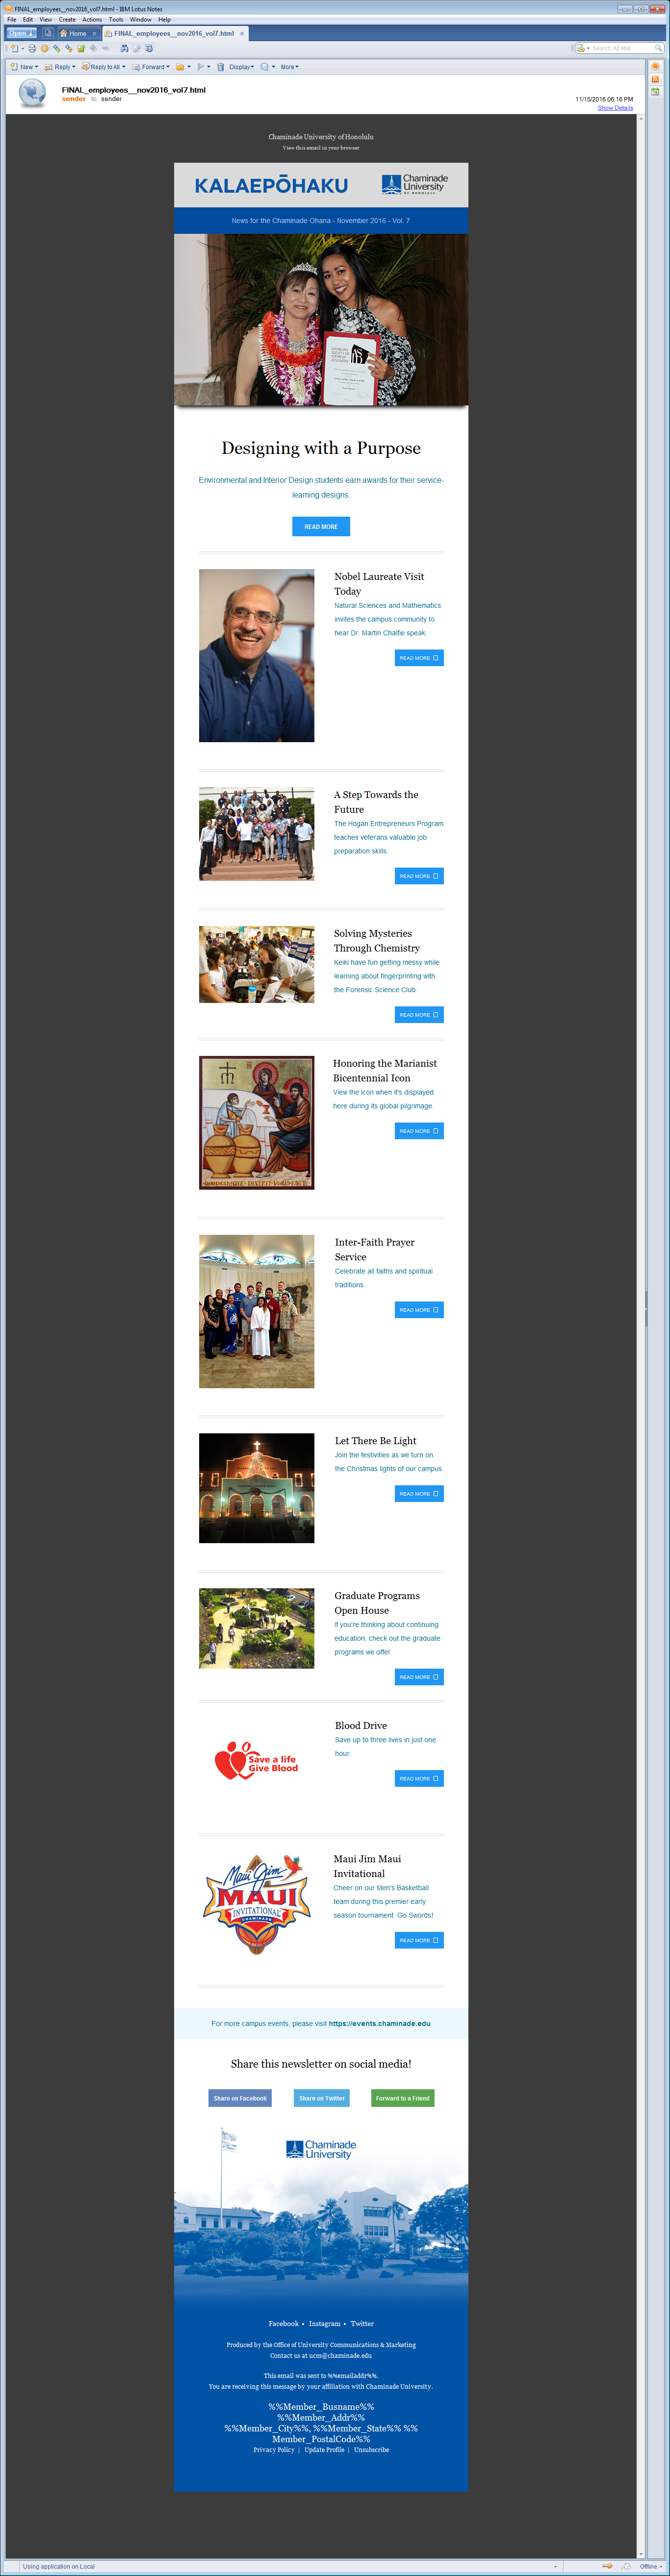 FINAL_employees__nov2016_vol7.html - IBM Lotus Notes
File Edit View Create Actions Tools Window Help
Open Home FINAL_employees__nov2016_vol7.html
Search All Mail
New Reply Reply to All Forward Display More
FINAL_employees__nov2016_vol7.html
sender to sender
11/15/2016 06:16 PM
Show Details
Chaminade University of Honolulu
View this email in your browser
KALAEPŌHAKU
Chaminade
University
OF HONOLULU
News for the Chaminade Ohana - November 2016 - Vol. 7
Designing with a Purpose
Environmental and Interior Design students earn awards for their service-
learning designs.
READ MORE
Nobel Laureate Visit
Today
Natural Sciences and Mathematics
invites the campus community to
hear Dr. Martin Chalfie speak.
READ MORE
A Step Towards the
Future
The Hogan Entrepreneurs Program
teaches veterans valuable job
preparation skills.
READ MORE
Solving Mysteries
Through Chemistry
Keiki have fun getting messy while
learning about fingerprinting with
the Forensic Science Club.
READ MORE
Honoring the Marianist
Bicentennial Icon
View the icon when it's displayed
here during its global pilgrimage.
READ MORE
Inter-Faith Prayer
Service
Celebrate all faiths and spiritual
traditions.
READ MORE
Let There Be Light
Join the festivities as we turn on
the Christmas lights of our campus.
READ MORE
Graduate Programs
Open House
If you're thinking about continuing
education, check out the graduate
programs we offer.
READ MORE
Blood Drive
Save up to three lives in just one
hour.
Save a life
Give Blood
READ MORE
Maui Jim
MAUI
INVITATIONAL
CHAMINADE
Maui Jim Maui
Invitational
Cheer on our Men's Basketball
team during this premier early
season tournament. Go Swords!
READ MORE
For more campus events, please visit https://events.chaminade.edu
Share this newsletter on social media!
Share on Facebook Share on Twitter Forward to a Friend
Chaminade
University
Facebook • Instagram • Twitter
Produced by the Office of University Communications & Marketing
Contact us at ucm@chaminade.edu
This email was sent to %%emailaddr%%.
You are receiving this message by your affiliation with Chaminade University.
%%Member_Busname%%
%%Member_Addr%%
%%Member_City%%, %%Member_State%% %%
Member_PostalCode%%
Privacy Policy | Update Profile | Unsubscribe
Using application on Local
Offline